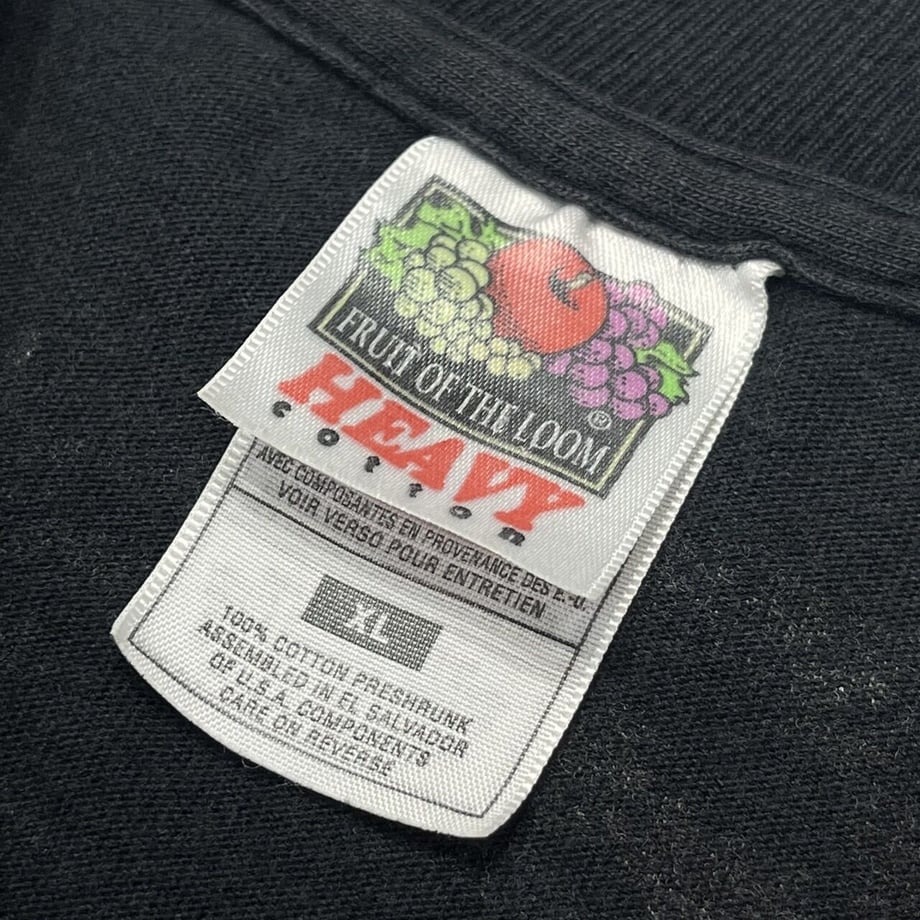 FRUIT OF THE LOOM ®
HEAVY
cotton
AVEC COMPOSANTES EN PROVENANCE DES É.-U.
VOIR VERSO POUR ENTRETIEN
XL
100% COTTON PRESHRUNK
ASSEMBLED IN EL SALVADOR
OF U.S.A. COMPONENTS
CARE ON REVERSE